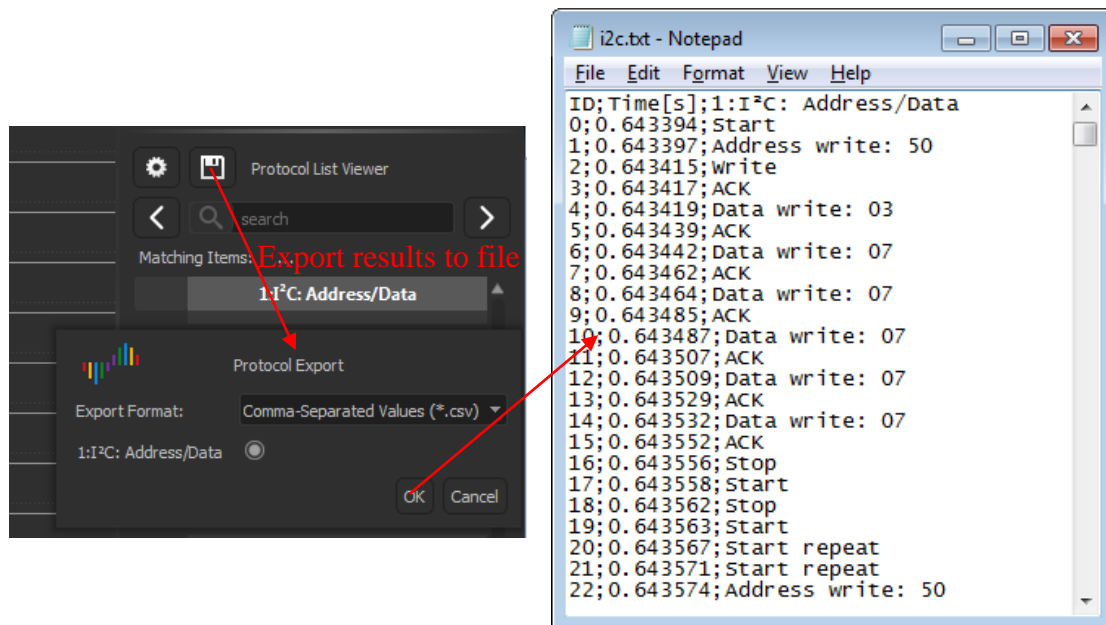 Protocol List Viewer
search
Matching Items:
Export results to file
1:I²C: Address/Data
Protocol Export
Export Format:
Comma-Separated Values (*.csv)
1:I²C: Address/Data
OK
Cancel
i2c.txt - Notepad
File Edit Format View Help
ID;Time[s];1:I²C: Address/Data
0;0.643394;Start
1;0.643397;Address write: 50
2;0.643415;Write
3;0.643417;ACK
4;0.643419;Data write: 03
5;0.643439;ACK
6;0.643442;Data write: 07
7;0.643462;ACK
8;0.643464;Data write: 07
9;0.643485;ACK
10;0.643487;Data write: 07
11;0.643507;ACK
12;0.643509;Data write: 07
13;0.643529;ACK
14;0.643532;Data write: 07
15;0.643552;ACK
16;0.643556;Stop
17;0.643558;Start
18;0.643562;Stop
19;0.643563;Start
20;0.643567;Start repeat
21;0.643571;Start repeat
22;0.643574;Address write: 50